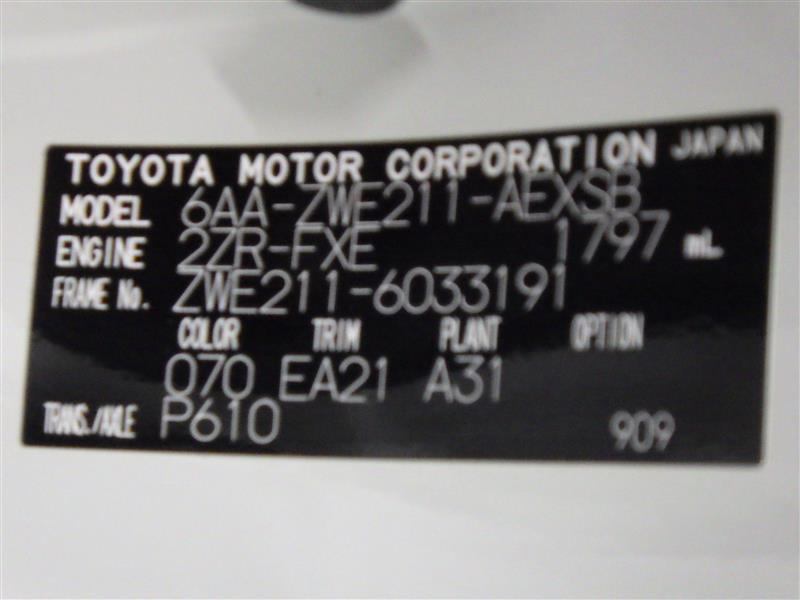 TOYOTA MOTOR CORPORATION JAPAN
MODEL 6AA-ZWE211-AEXSB
ENGINE 2ZR-FXE 1797 mL
FRAME No. ZWE211-6033191
COLOR TRIM PLANT OPTION
070 EA21 A31
TRANS./AXLE P610 909